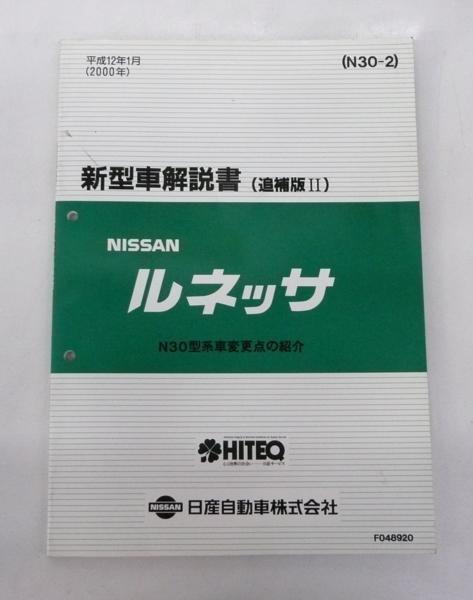 平成12年1月
(2000年)
(N30-2)
新型車解説書 (追補版II)
NISSAN
ルネッサ
N30型系車変更点の紹介
HITEQ
NISSAN 日産自動車株式会社
F048920